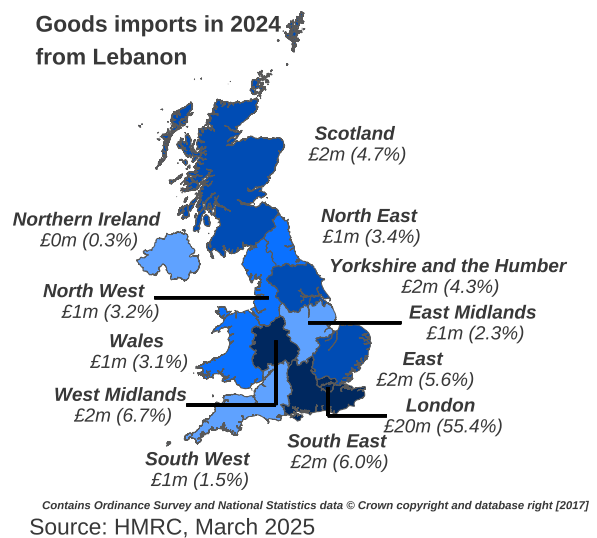 Goods imports in 2024
from Lebanon
Scotland
£2m (4.7%)
Northern Ireland
£0m (0.3%)
North East
£1m (3.4%)
Yorkshire and the Humber
£2m (4.3%)
North West
£1m (3.2%)
East Midlands
£1m (2.3%)
Wales
£1m (3.1%)
East
£2m (5.6%)
West Midlands
£2m (6.7%)
London
£20m (55.4%)
South East
£2m (6.0%)
South West
£1m (1.5%)
Contains Ordinance Survey and National Statistics data © Crown copyright and database right [2017]
Source: HMRC, March 2025